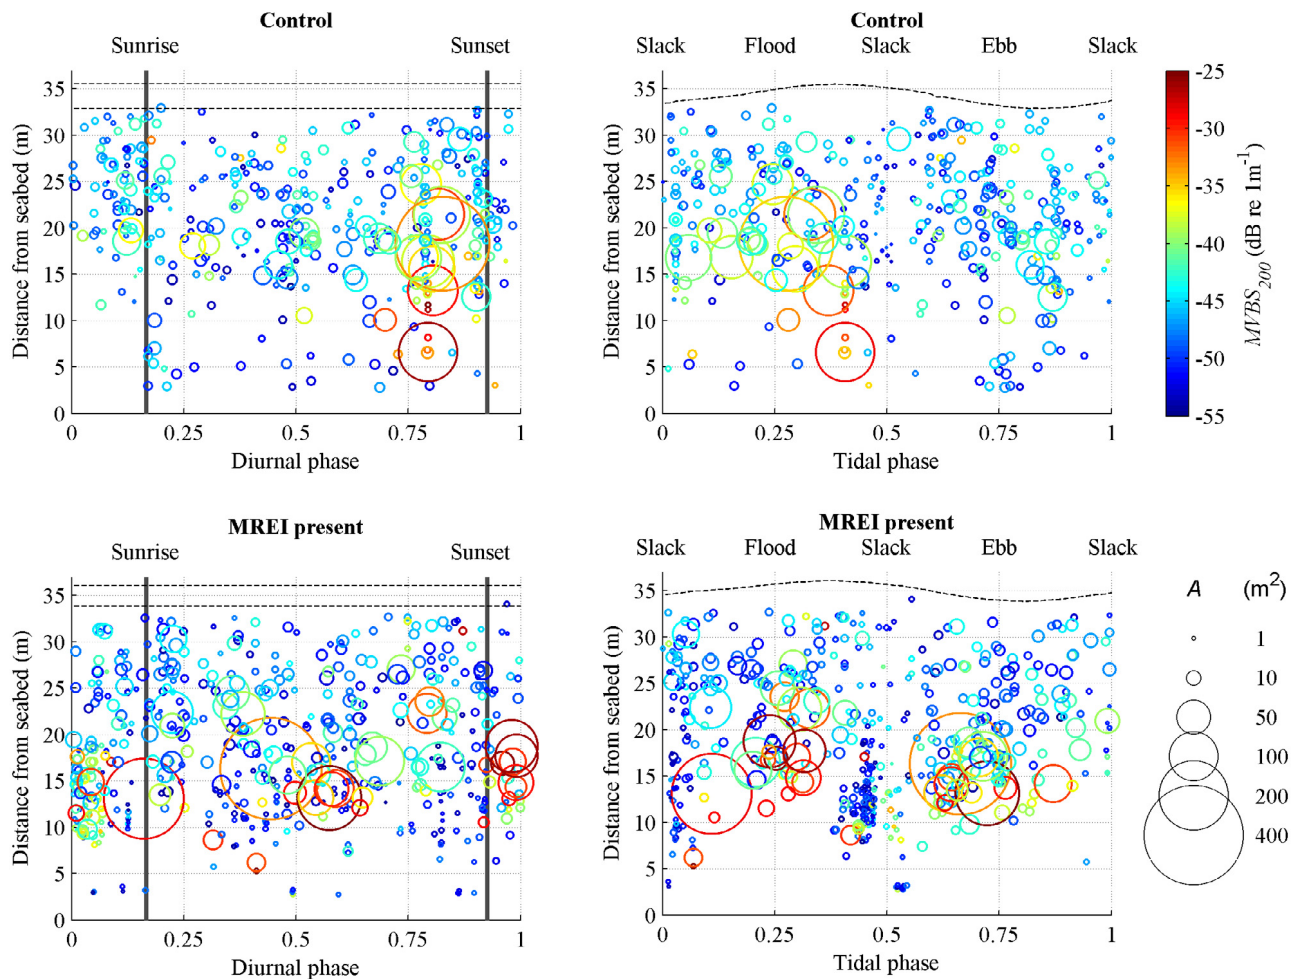 Control
Sunrise Sunset
35
30
25
20
15
10
5
0
Distance from seabed (m)
0 0.25 0.5 0.75 1
Diurnal phase
Control
Slack Flood Slack Ebb Slack
35
30
25
20
15
10
5
0
Distance from seabed (m)
0 0.25 0.5 0.75 1
Tidal phase
-25
-30
-35
-40
-45
-50
-55
MVBS200 (dB re 1m-1)
MREI present
Sunrise Sunset
35
30
25
20
15
10
5
0
Distance from seabed (m)
0 0.25 0.5 0.75 1
Diurnal phase
MREI present
Slack Flood Slack Ebb Slack
35
30
25
20
15
10
5
0
Distance from seabed (m)
0 0.25 0.5 0.75 1
Tidal phase
A (m2)
1
10
50
100
200
400